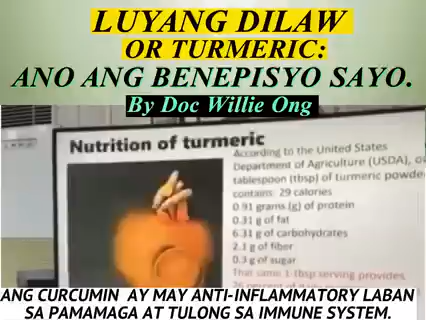 LUYANG DILAW
OR TURMERIC:
ANO ANG BENEPISYO SAYO.
By Doc Willie Ong
Nutrition of turmeric
According to the United States
Department of Agriculture (USDA),
tablespoon (tbsp) of turmeric
contains: 29 calories
0.91 grams (g) of protein
0.31 g of fat
6.31 g of carbohydrates
2.1 g of fiber
0.3 g of sugar
That same 1-tbsp serving provides
ANG CURCUMIN AY MAY ANTI-INFLAMMATORY LABAN
SA PAMAMAGA AT TULONG SA IMMUNE SYSTEM.